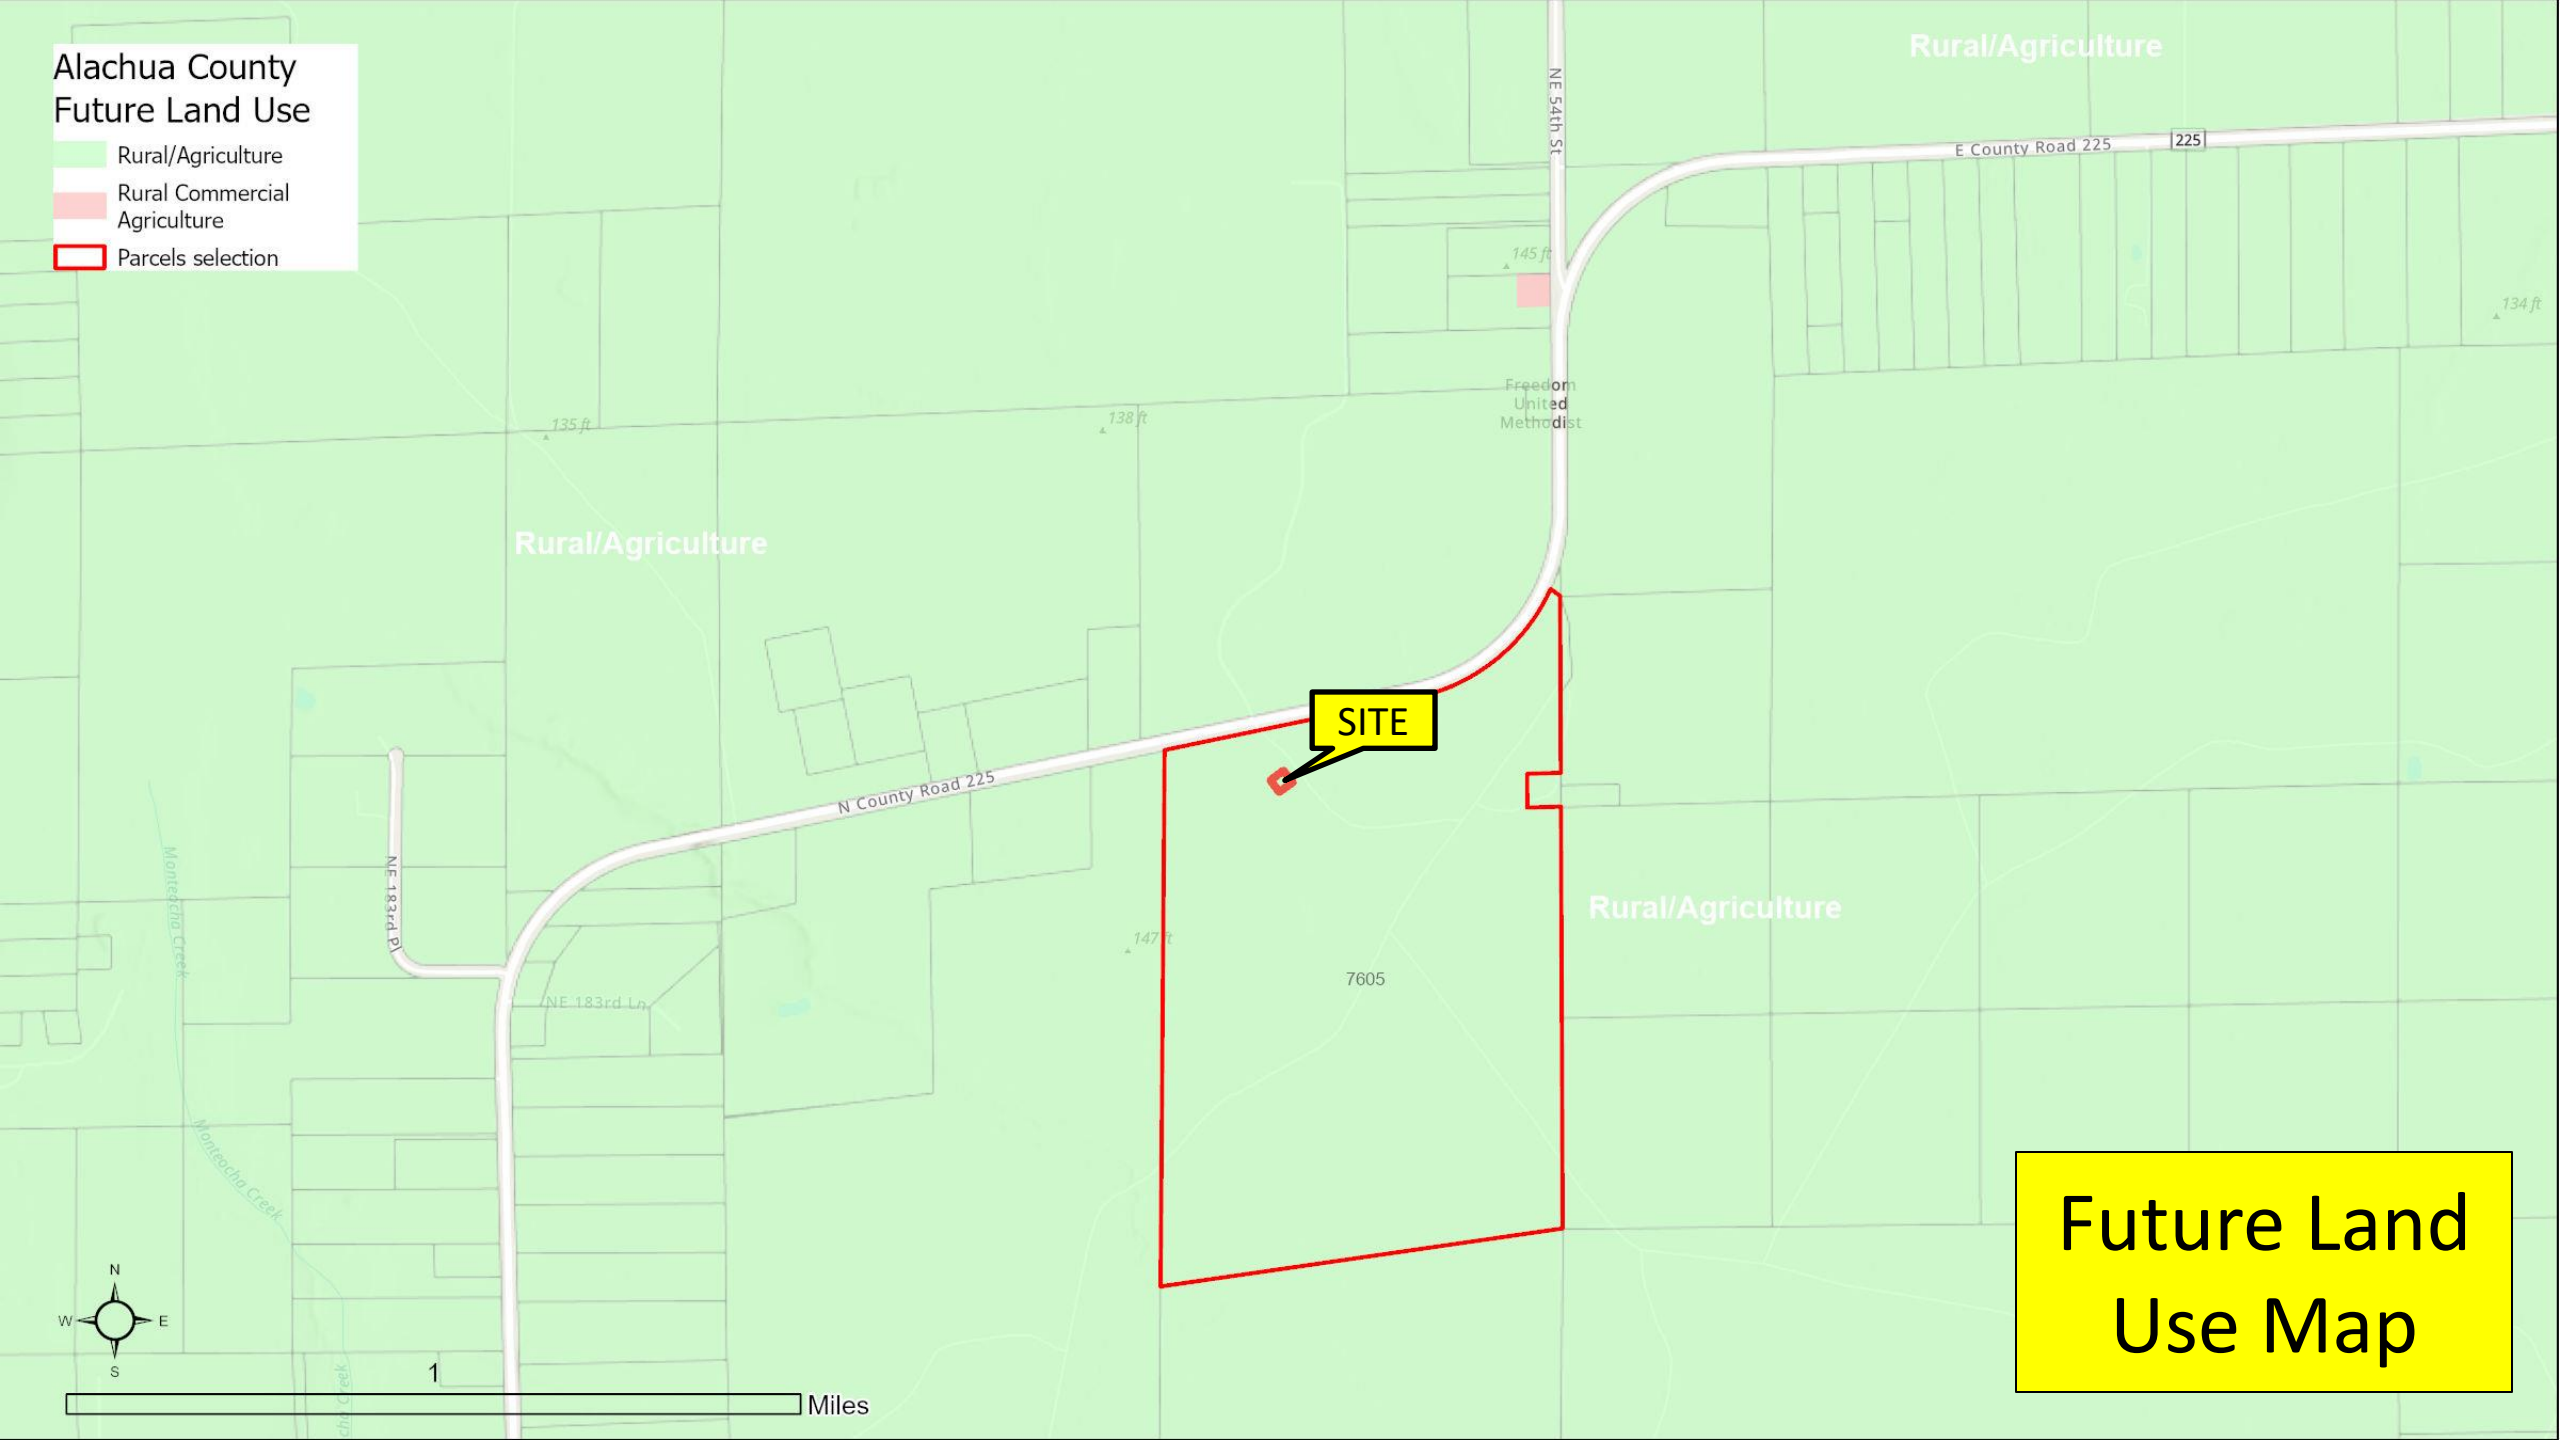 Alachua County
Future Land Use
Rural/Agriculture
Rural Commercial
Agriculture
Parcels selection
Rural/Agriculture
NE 54th St
E County Road 225
225
145 ft
134 ft
Freedom
United
Methodist
135 ft
138 ft
Rural/Agriculture
SITE
N County Road 225
NE 183rd Pl
Monteocha Creek
Rural/Agriculture
147 ft
7605
NE 183rd Ln
Monteocha Creek
Future Land
Use Map
N
W
E
S
cha Creek
1
Miles